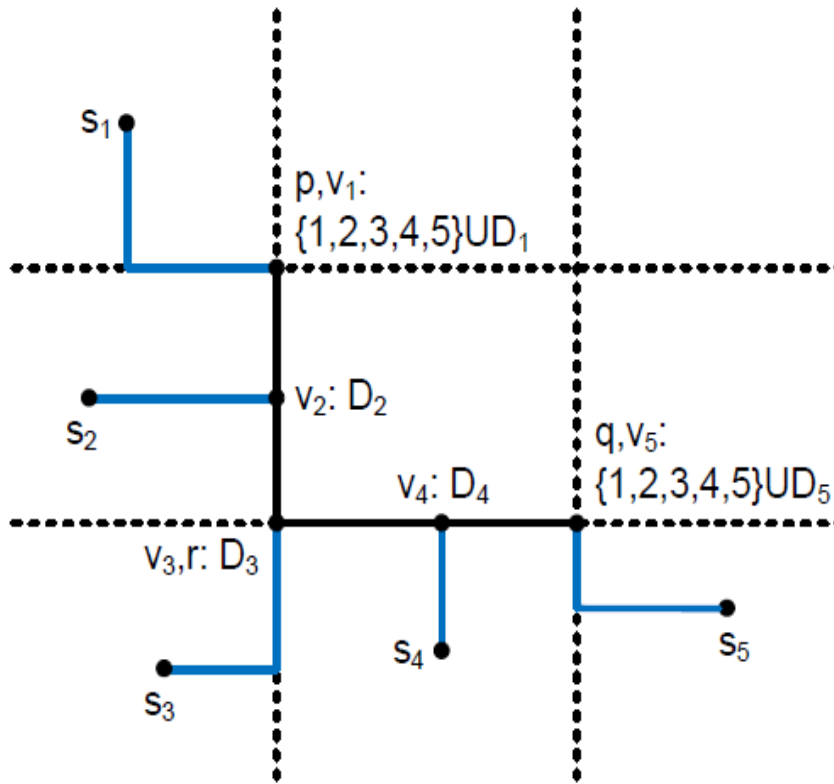 s₁
p,v₁:
{1,2,3,4,5}UD₁
v₂: D₂
s₂
q,v₅:
{1,2,3,4,5}UD₅
v₄: D₄
v₃,r: D₃
s₄
s₅
s₃